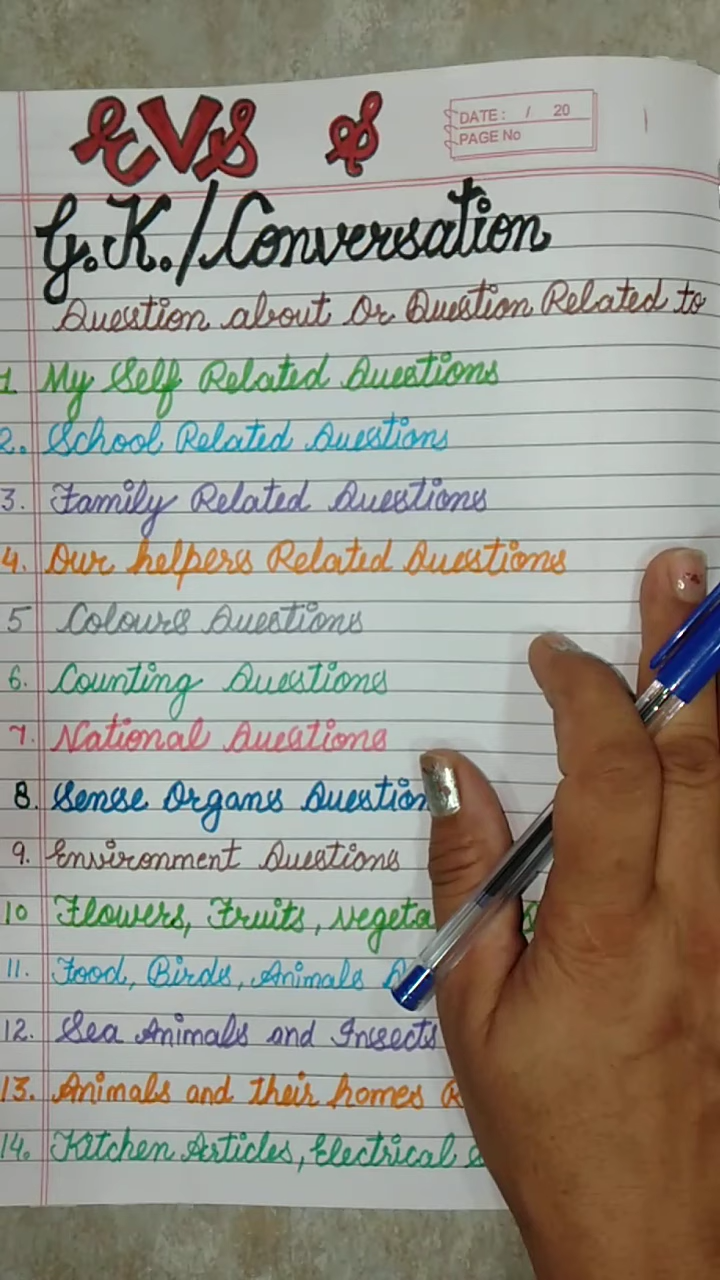 EVS &
DATE: / 20
PAGE No
G.K./Conversation
Question about Or Question Related to
1 My Self Related Questions
2. School Related Questions
3. Family Related Questions
4. Our helpers Related Questions
5 Colours Questions
6. Counting Questions
7. National Questions
8. Sense Organs Question
9. Environment Questions
10 Flowers, Fruits,
11. Food, Birds, Animals
12. Sea Animals and Insects
13. Animals and their homes
14. Kitchen Articles, Electrical